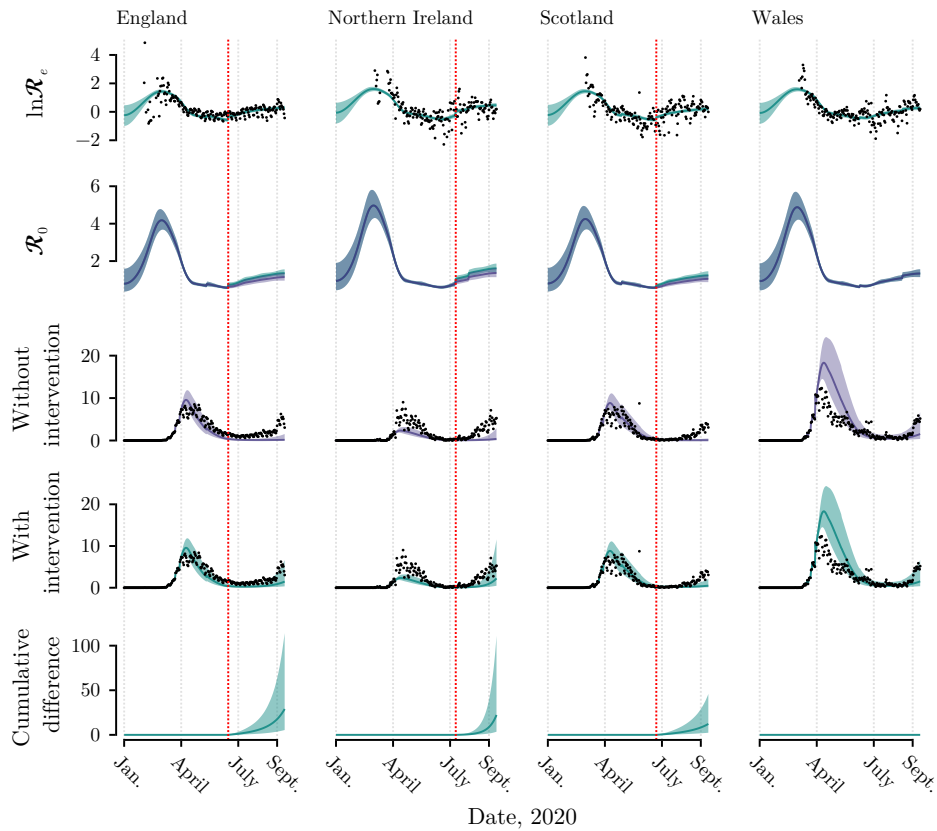 England Northern Ireland Scotland Wales
lnℛₑ
4
2
0
−2
ℛ₀
6
4
2
Without
intervention
20
10
0
With
intervention
20
10
0
Cumulative
difference
100
50
0
Jan. April July Sept. Jan. April July Sept. Jan. April July Sept. Jan. April July Sept.
Date, 2020